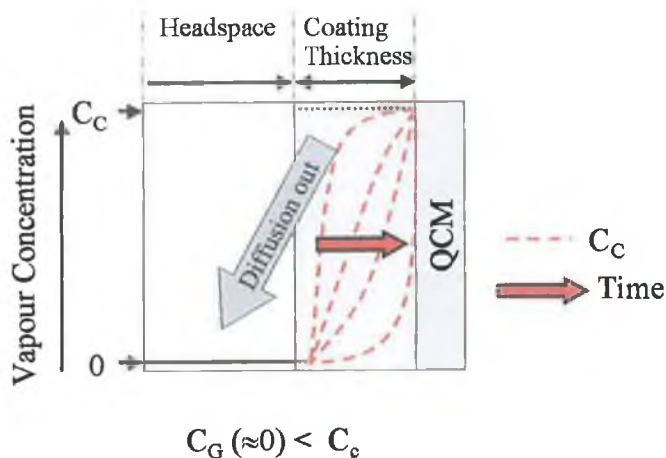 Headspace
Coating
Thickness
Vapour Concentration
C_C
0
Diffusion out
QCM
C_C
Time
C_G (≈0) < C_c